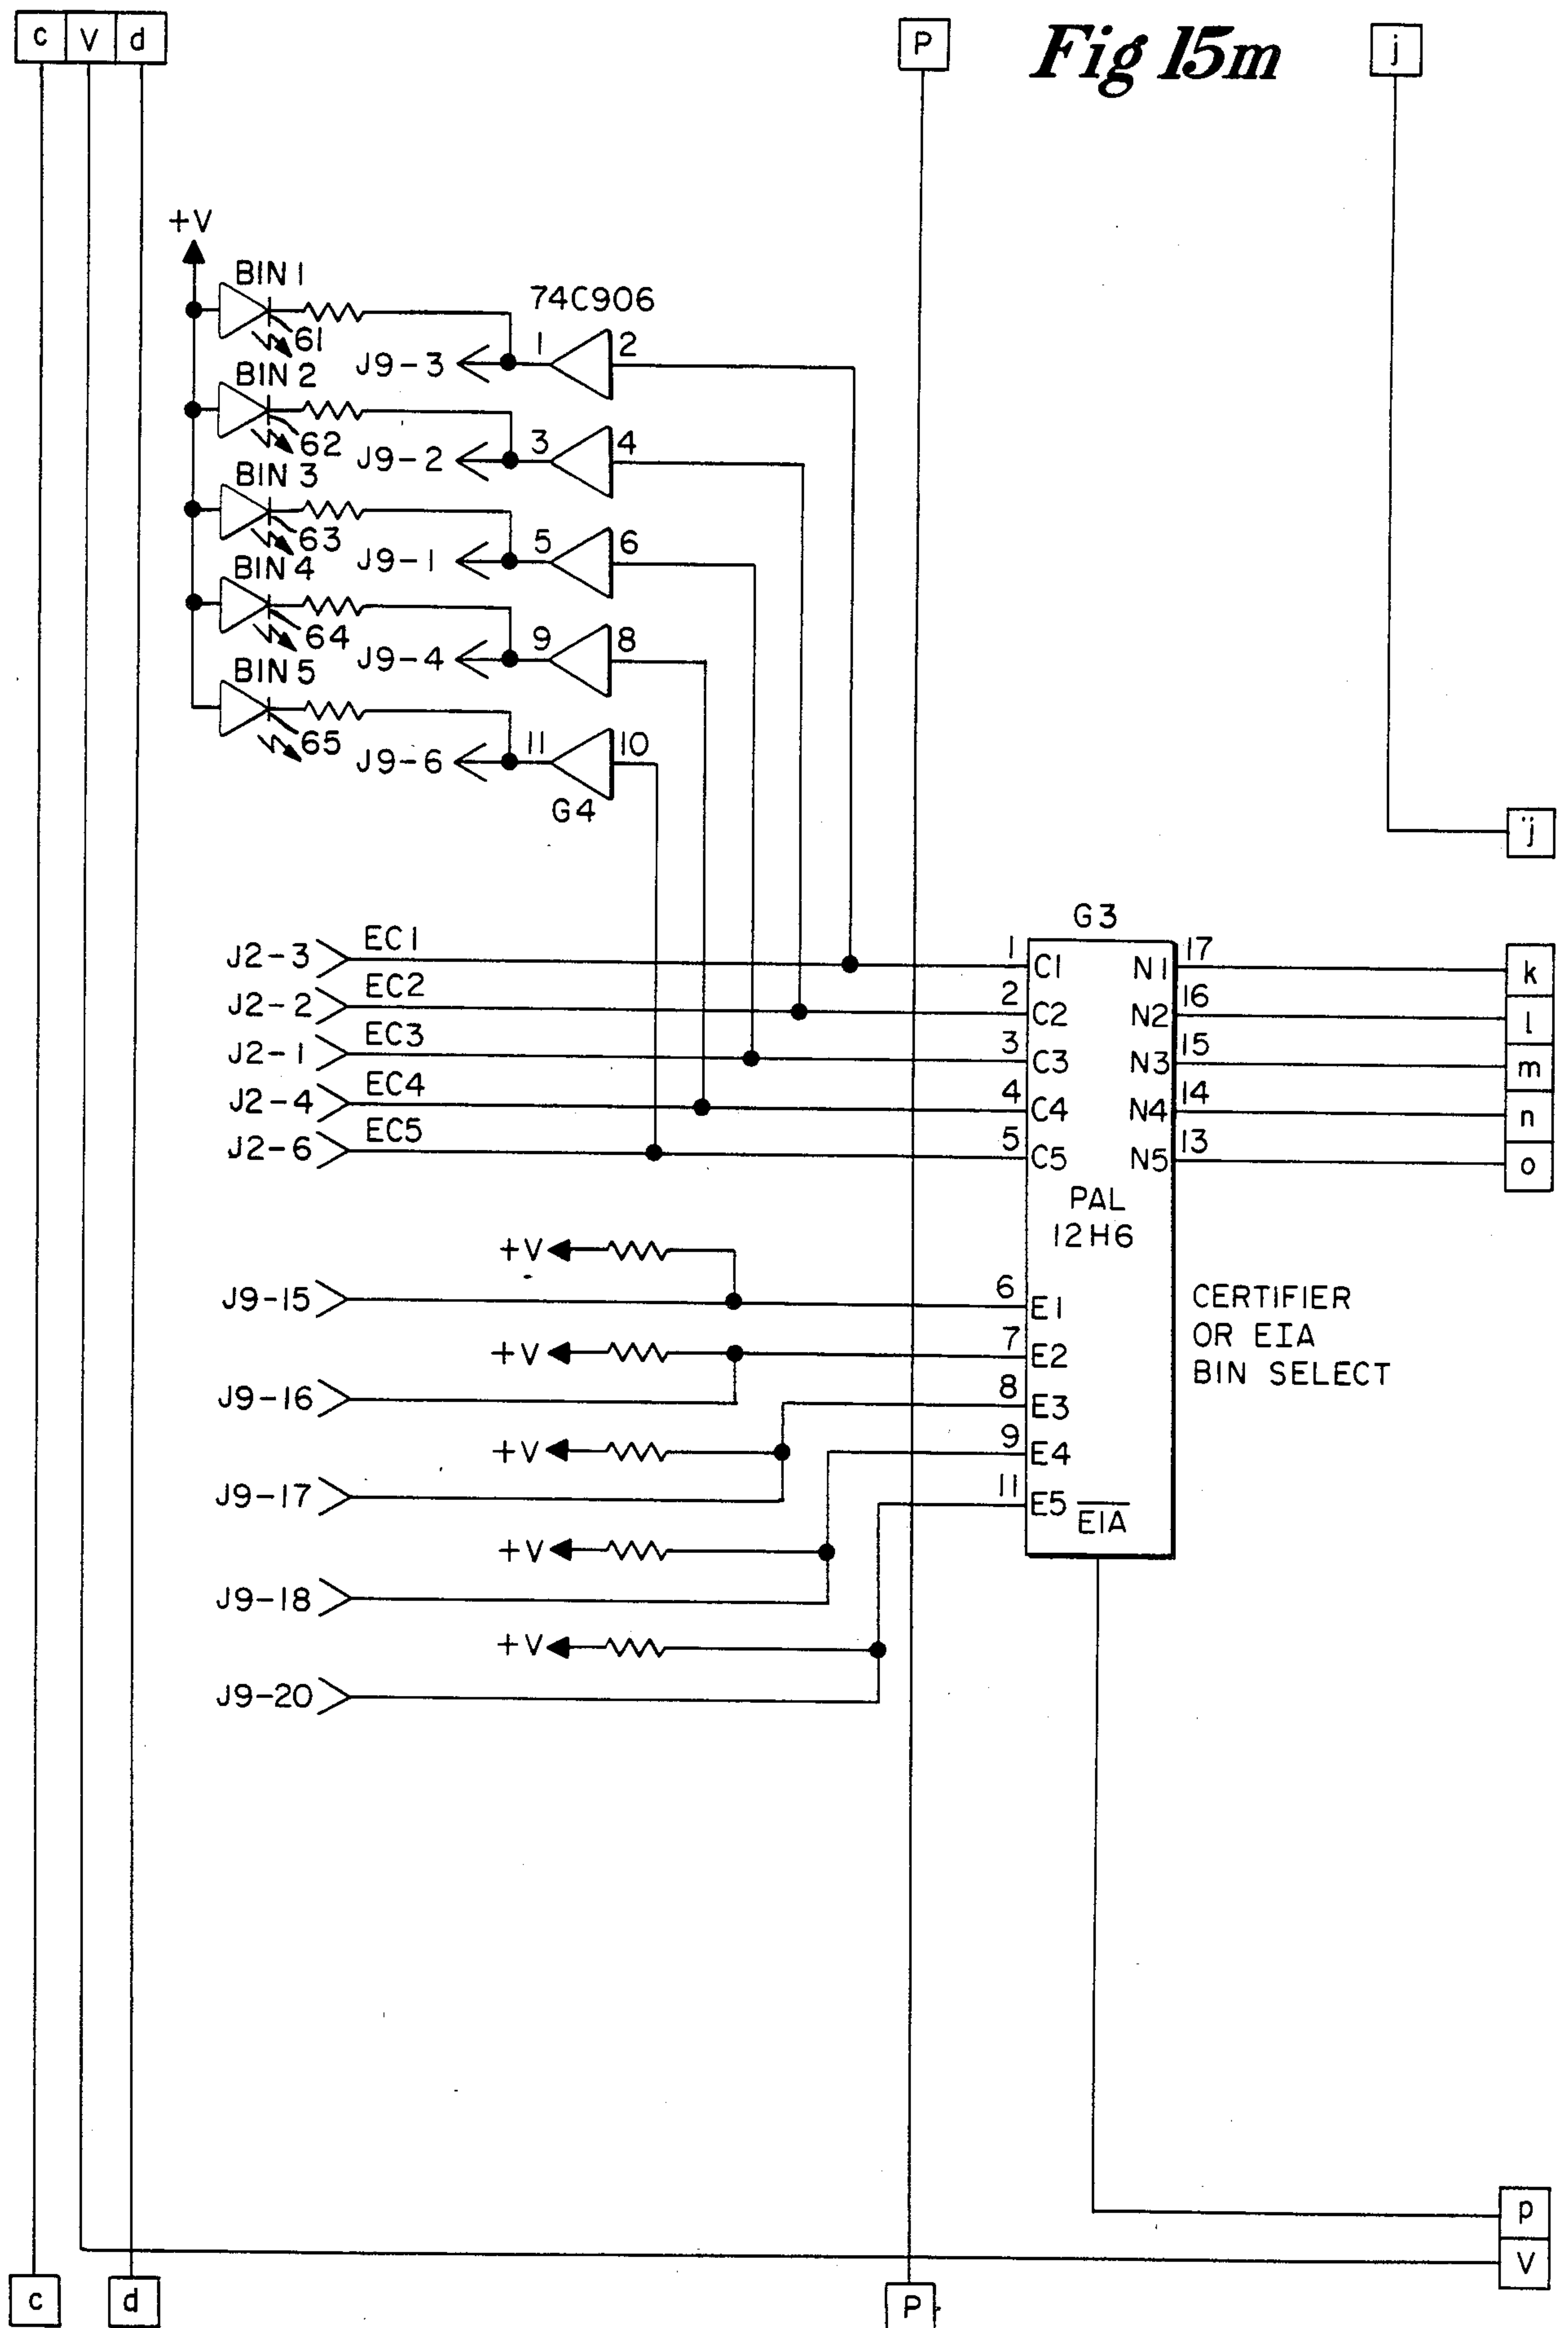 c V d P Fig 15m j
+V
BIN 1
74C906
61 J9-3 1 2
BIN 2
62 J9-2 3 4
BIN 3
63 J9-1 5 6
BIN 4
64 J9-4 9 8
BIN 5
65 J9-6 11 10
G4
j
G3
J2-3 EC1 1 C1 N1 17 k
J2-2 EC2 2 C2 N2 16 l
J2-1 EC3 3 C3 N3 15 m
J2-4 EC4 4 C4 N4 14 n
J2-6 EC5 5 C5 N5 13 o
PAL
12H6
+V
J9-15 6 E1
CERTIFIER
OR EIA
BIN SELECT
+V 7 E2
J9-16 8 E3
+V 9 E4
J9-17 11 E5 EIA
+V
J9-18
+V
J9-20
p
V
c d P